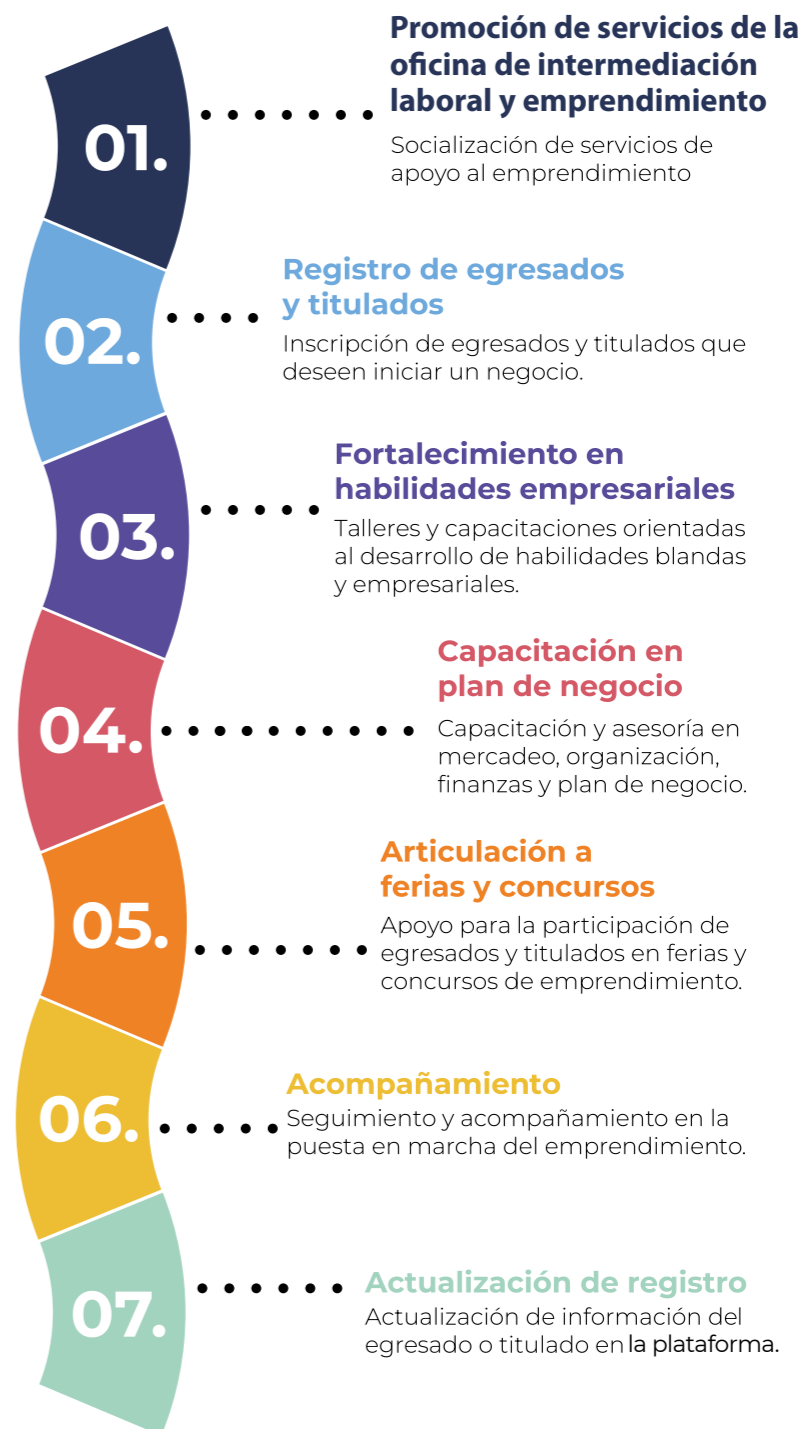 01.
Promoción de servicios de la
oficina de intermediación
laboral y emprendimiento
Socialización de servicios de
apoyo al emprendimiento
02.
Registro de egresados
y titulados
Inscripción de egresados y titulados que
deseen iniciar un negocio.
03.
Fortalecimiento en
habilidades empresariales
Talleres y capacitaciones orientadas
al desarrollo de habilidades blandas
y empresariales.
04.
Capacitación en
plan de negocio
Capacitación y asesoría en
mercadeo, organización,
finanzas y plan de negocio.
05.
Articulación a
ferias y concursos
Apoyo para la participación de
egresados y titulados en ferias y
concursos de emprendimiento.
06.
Acompañamiento
Seguimiento y acompañamiento en la
puesta en marcha del emprendimiento.
07.
Actualización de registro
Actualización de información del
egresado o titulado en la plataforma.